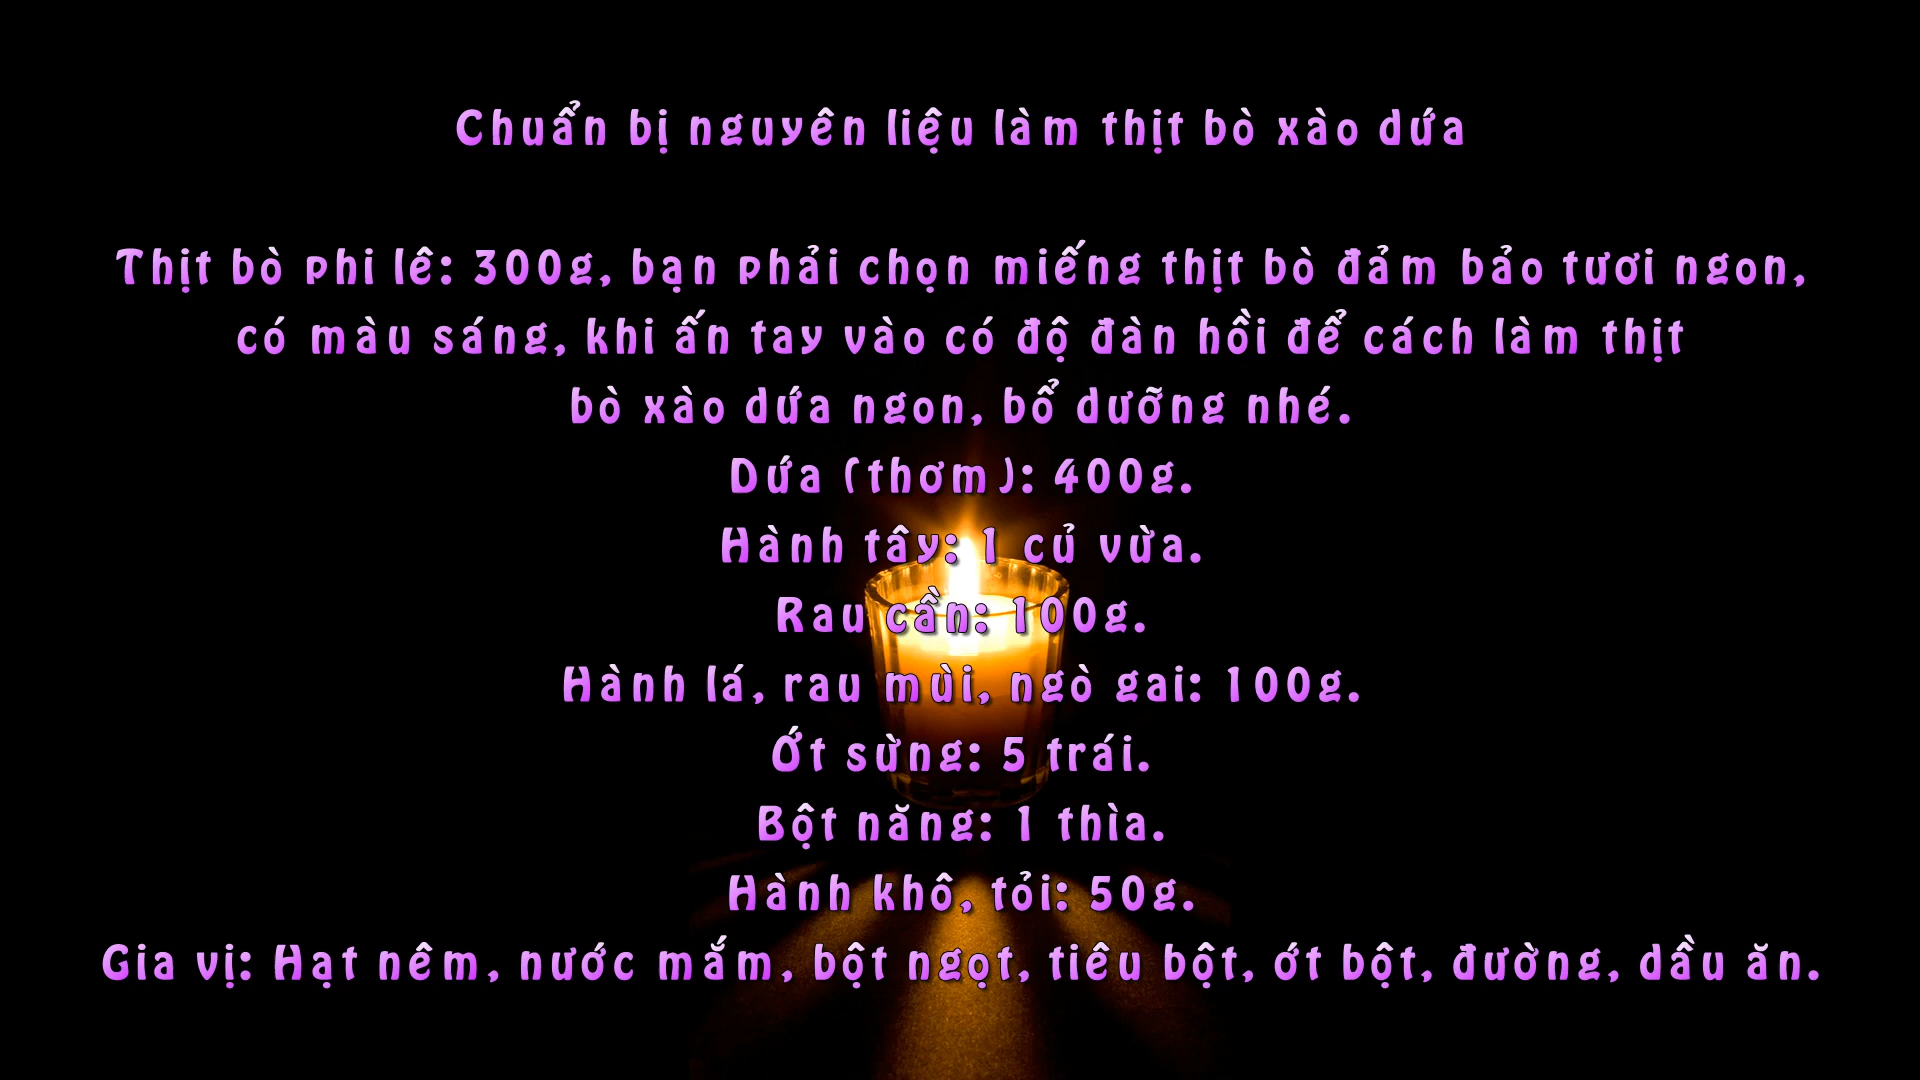 Chuẩn bị nguyên liệu làm thịt bò xào dứa
Thịt bò phi lê: 300g, bạn phải chọn miếng thịt bò đảm bảo tươi ngon,
có màu sáng, khi ấn tay vào có độ đàn hồi để cách làm thịt
bò xào dứa ngon, bổ dưỡng nhé.
Dứa (thơm): 400g.
Hành tây: 1 củ vừa.
Rau cần: 100g.
Hành lá, rau mùi, ngò gai: 100g.
Ớt sừng: 5 trái.
Bột năng: 1 thìa.
Hành khô, tỏi: 50g.
Gia vị: Hạt nêm, nước mắm, bột ngọt, tiêu bột, ớt bột, đường, dầu ăn.